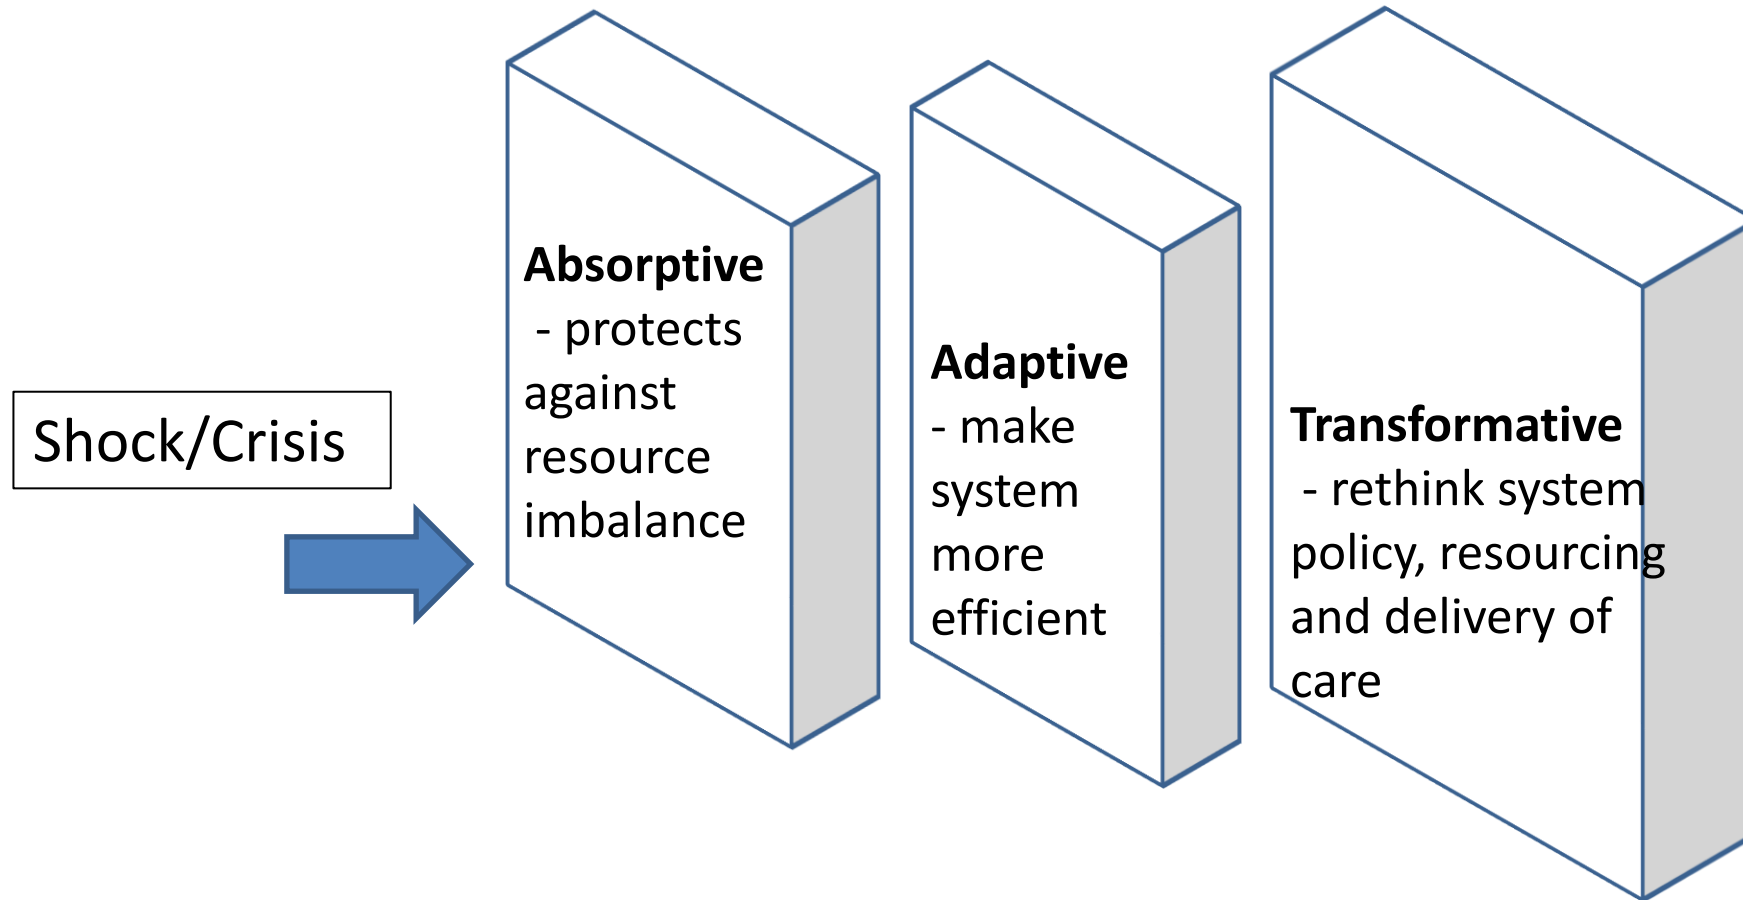 Shock/Crisis
Absorptive
- protects
against
resource
imbalance
Adaptive
- make
system
more
efficient
Transformative
- rethink system
policy, resourcing
and delivery of
care